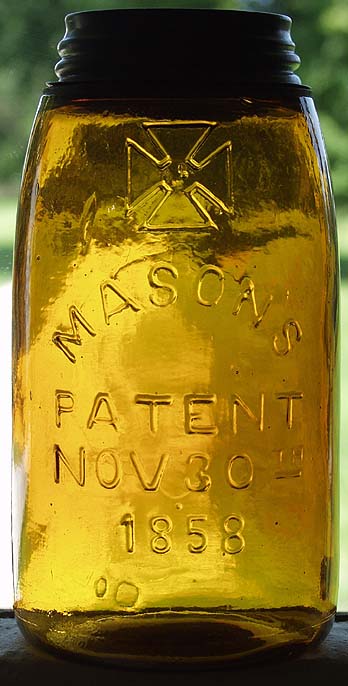 MASON'S
PATENT
NOV 30TH
1858